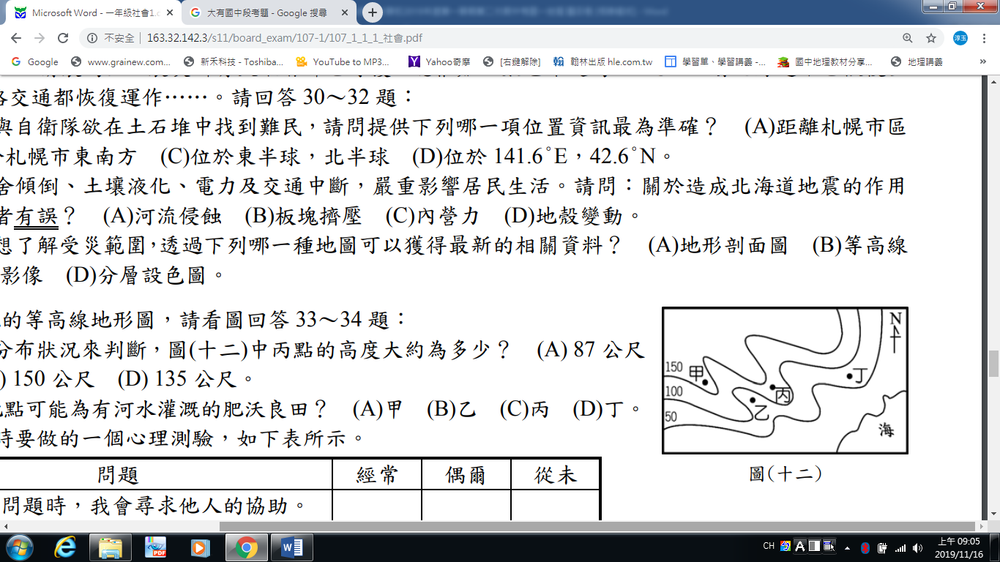 Microsoft Word - 一年級社會1.c
大有國中段考題 - Google 搜尋
不安全 | 163.32.142.3/s11/board_exam/107-1/107_1_1_1_社會.pdf
淳玉
Google
www.grainew.com/...
新禾科技 - Toshiba...
YouTube to MP3...
Yahoo奇摩
[右鍵解除]
翰林出版 hle.com.tw
學習單、學習講義 -...
國中地理教材分享...
地理講義
»
各交通都恢復運作……。請回答 30～32 題：
與自衛隊欲在土石堆中找到難民，請問提供下列哪一項位置資訊最為準確？ (A)距離札幌市區
札幌市東南方 (C)位於東半球，北半球 (D)位於 141.6°E，42.6°N。
舍傾倒、土壤液化、電力及交通中斷，嚴重影響居民生活。請問：關於造成北海道地震的作用
者有誤？ (A)河流侵蝕 (B)板塊擠壓 (C)內營力 (D)地殼變動。
想了解受災範圍，透過下列哪一種地圖可以獲得最新的相關資料？ (A)地形剖面圖 (B)等高線
影像 (D)分層設色圖。
的等高線地形圖，請看圖回答 33～34 題：
分布狀況來判斷，圖(十二)中丙點的高度大約為多少？ (A) 87 公尺
) 150 公尺 (D) 135 公尺。
點可能為有河水灌溉的肥沃良田？ (A)甲 (B)乙 (C)丙 (D)丁。
時要做的一個心理測驗，如下表所示。
問題 經常 偶爾 從未
問題時，我會尋求他人的協助。
N
150
甲
丁
100
丙
乙
50
海
圖(十二)
CH
上午 09:05
2019/11/16